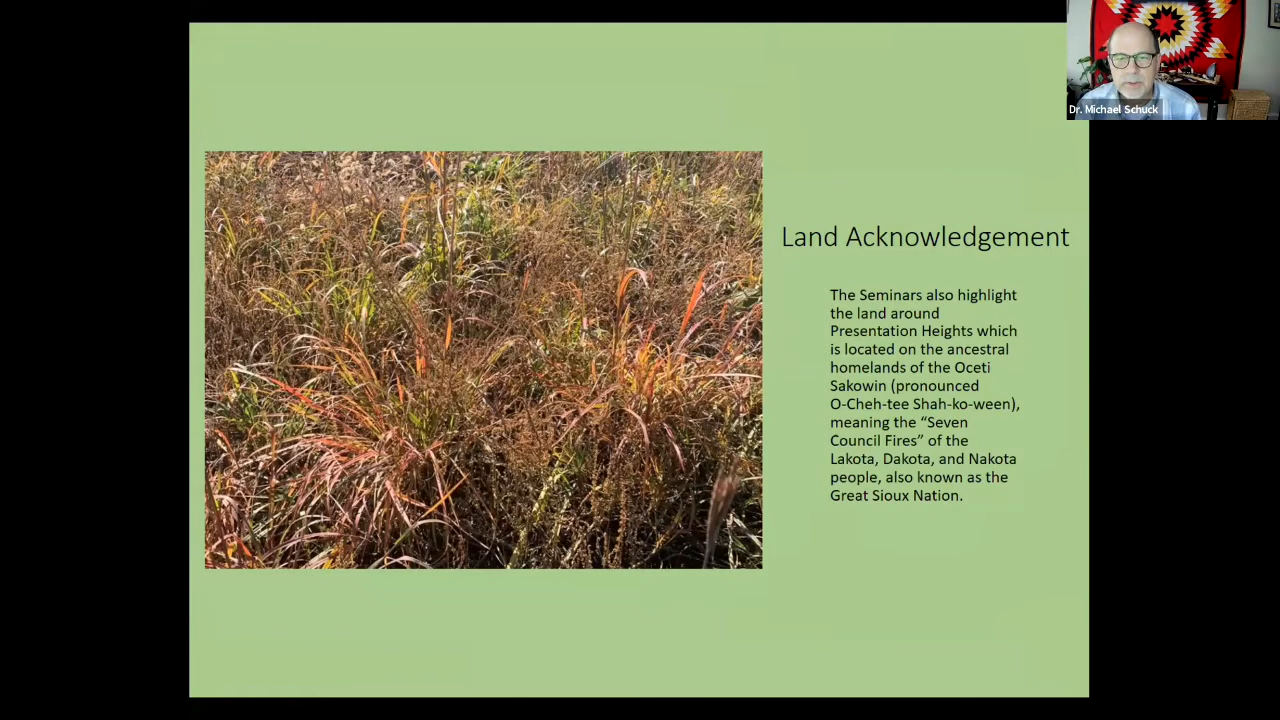 Dr. Michael Schuck
Land Acknowledgement
The Seminars also highlight
the land around
Presentation Heights which
is located on the ancestral
homelands of the Oceti
Sakowin (pronounced
O-Cheh-tee Shah-ko-ween),
meaning the “Seven
Council Fires” of the
Lakota, Dakota, and Nakota
people, also known as the
Great Sioux Nation.